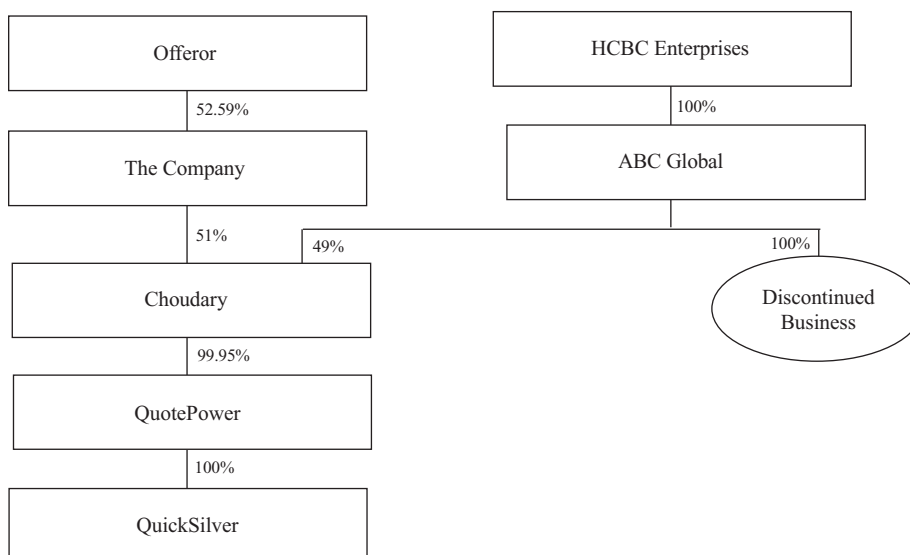 Offeror
HCBC Enterprises
52.59%
100%
The Company
ABC Global
51%
49%
100%
Choudary
Discontinued
Business
99.95%
QuotePower
100%
QuickSilver